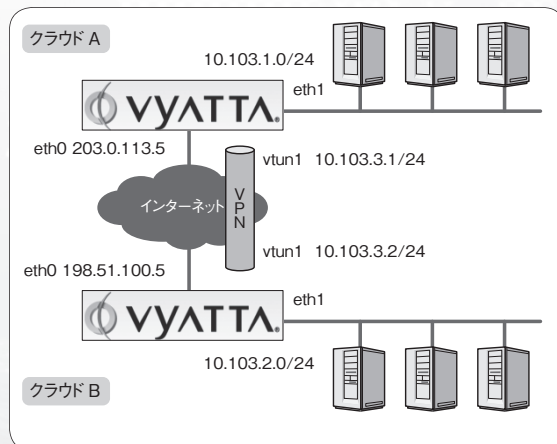 クラウド A
10.103.1.0/24
VYATTA.
eth1
eth0 203.0.113.5
vtun1 10.103.3.1/24
インターネット
VPN
vtun1 10.103.3.2/24
eth0 198.51.100.5
VYATTA.
eth1
10.103.2.0/24
クラウド B